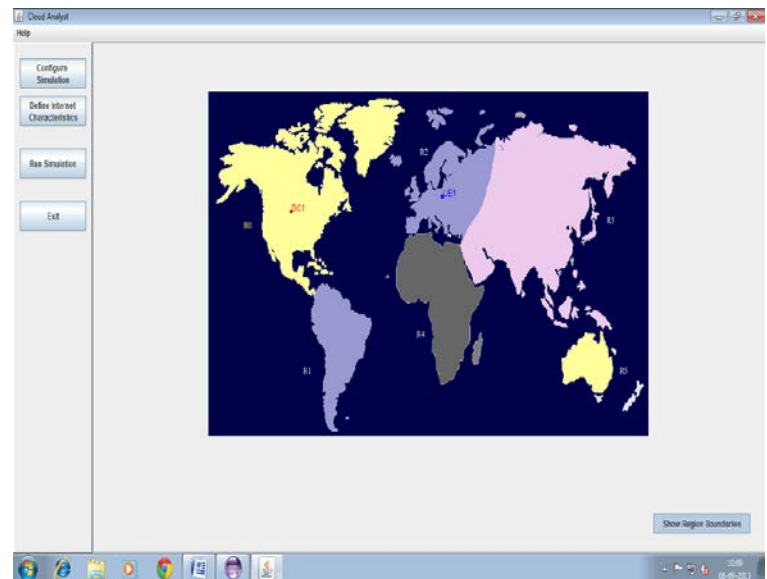 Cloud Analyst
Help
Configure
Simulation
Define Internet
Characteristics
Run Simulation
Exit
R2
UB1
DC1
R0
R3
R4
R1
R5
Show Region Boundaries